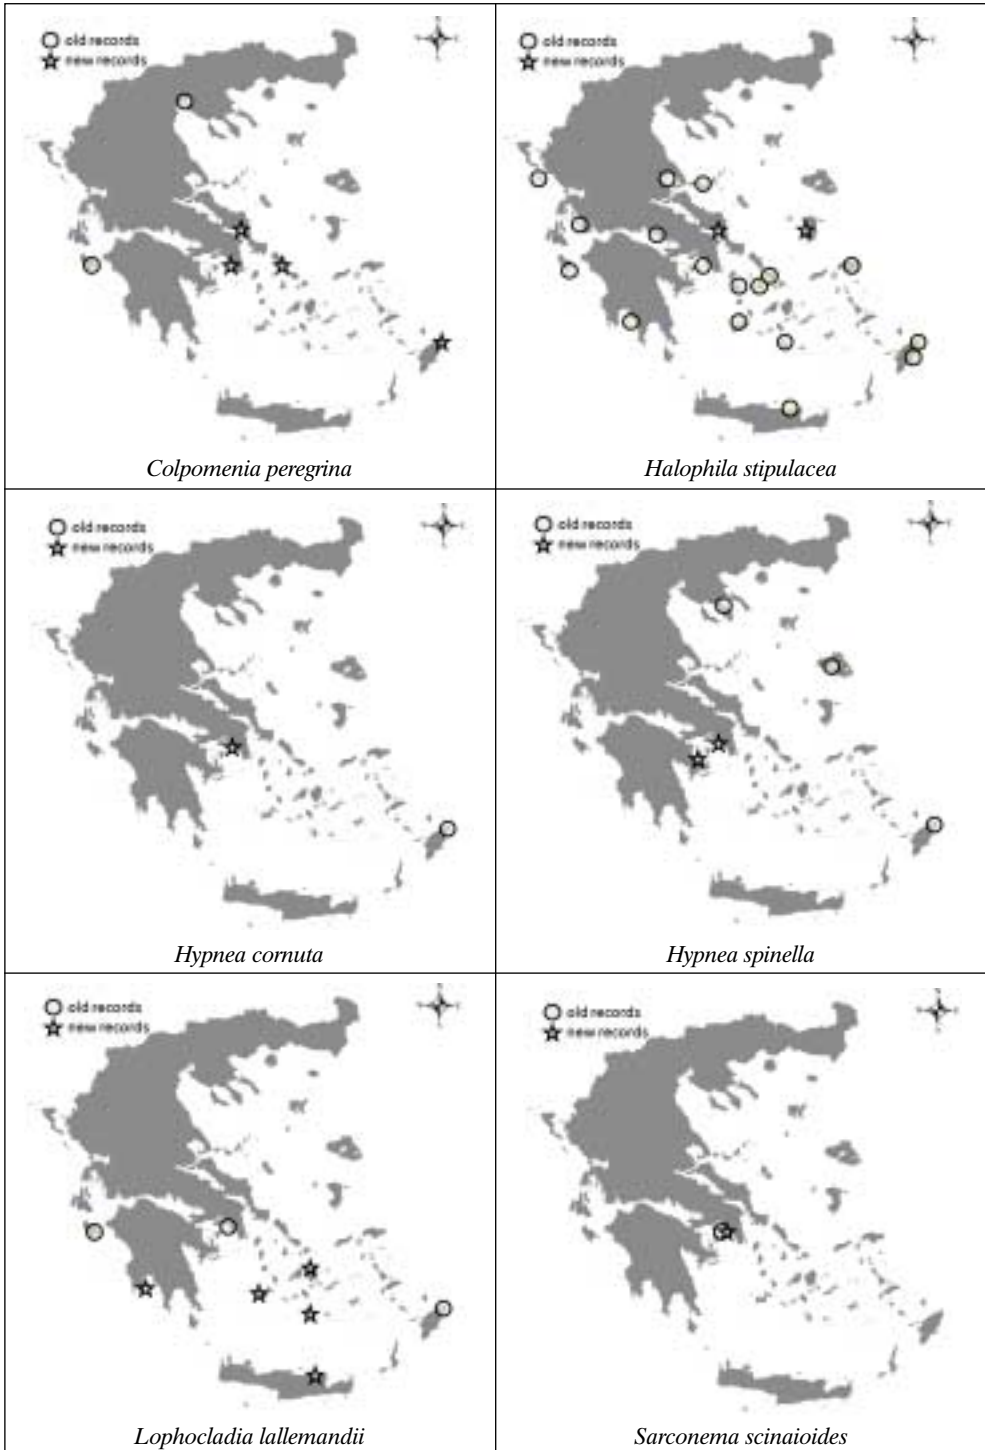 old records
new records
Colpomenia peregrina
old records
new records
Halophila stipulacea
old records
new records
Hypnea cornuta
old records
new records
Hypnea spinella
old records
new records
Lophocladia lallemandii
old records
new records
Sarconema scinaioides